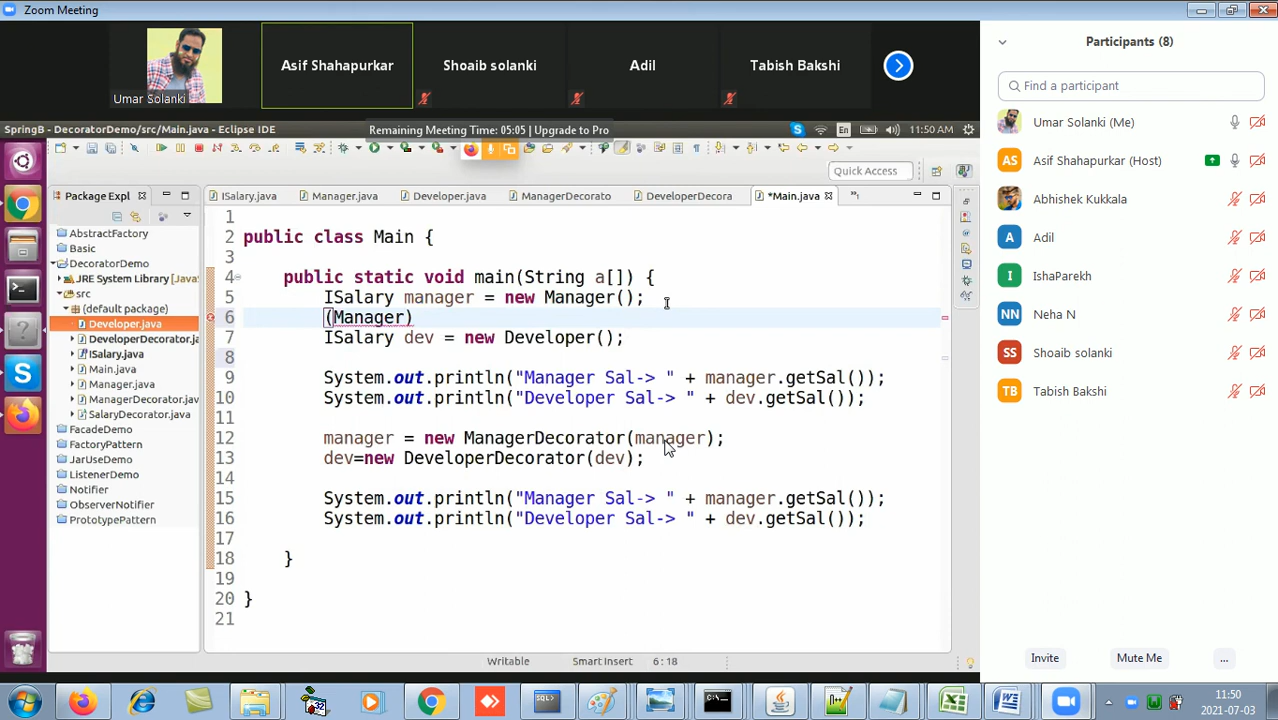 Zoom Meeting
Umar Solanki
Asif Shahapurkar
Shoaib solanki
Adil
Tabish Bakshi
SpringB - DecoratorDemo/src/Main.java - Eclipse IDE
Remaining Meeting Time: 05:05 | Upgrade to Pro
En
11:50 AM
Quick Access
Package Expl
ISalary.java
Manager.java
Developer.java
ManagerDecorato
DeveloperDecora
*Main.java
AbstractFactory
Basic
DecoratorDemo
JRE System Library [Java
src
(default package)
Developer.java
DeveloperDecorator.ja
ISalary.java
Main.java
Manager.java
ManagerDecorator.java
SalaryDecorator.java
FacadeDemo
FactoryPattern
JarUseDemo
ListenerDemo
Notifier
ObserverNotifier
PrototypePattern
1
2 public class Main {
3
4 public static void main(String a[]) {
5 ISalary manager = new Manager();
6 (Manager)
7 ISalary dev = new Developer();
8
9 System.out.println("Manager Sal-> " + manager.getSal());
10 System.out.println("Developer Sal-> " + dev.getSal());
11
12 manager = new ManagerDecorator(manager);
13 dev=new DeveloperDecorator(dev);
14
15 System.out.println("Manager Sal-> " + manager.getSal());
16 System.out.println("Developer Sal-> " + dev.getSal());
17
18 }
19
20 }
21
Writable
Smart Insert
6 : 18
Participants (8)
Find a participant
Umar Solanki (Me)
AS Asif Shahapurkar (Host)
Abhishek Kukkala
A Adil
I IshaParekh
NN Neha N
SS Shoaib solanki
TB Tabish Bakshi
Invite
Mute Me
...
11:50
2021-07-03